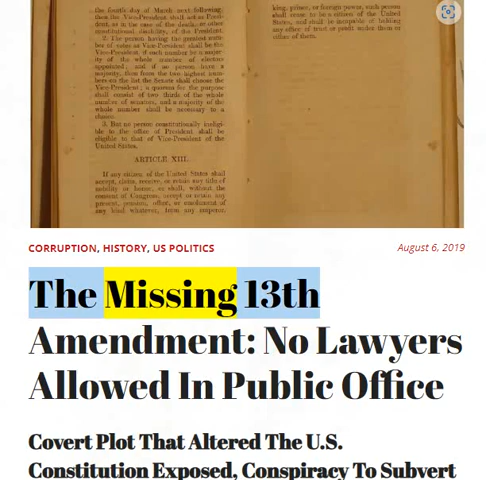 the fourth day of March next following,
then the Vice-President shall act as Presi-
dent, as in the case of the death, or other
constitutional disability, of the President.
2. The person having the greatest num-
ber of votes as Vice-President shall be the
Vice-President, if such number be a major-
ity of the whole number of electors
appointed; and if no person have a
majority, then from the two highest num-
bers on the list the Senate shall choose the
Vice-President; a quorum for the purpose
shall consist of two thirds of the whole
number of senators, and a majority of the
whole number shall be necessary to a
choice.
3. But no person constitutionally ineligi-
ble to the office of President shall be
eligible to that of Vice-President of the
United States.
ARTICLE XIII.
If any citizen of the United States shall
accept, claim, receive, or retain any title of
nobility or honor, or shall, without the
consent of Congress, accept or retain any
present, pension, office, or emolument of
any kind whatever, from any emperor,
king, prince, or foreign power, such person
shall cease to be a citizen of the United
States, and shall be incapable of holding
any office of trust or profit under them or
either of them.
CORRUPTION, HISTORY, US POLITICS
August 6, 2019
The Missing 13th
Amendment: No Lawyers
Allowed In Public Office
Covert Plot That Altered The U.S.
Constitution Exposed, Conspiracy To Subvert